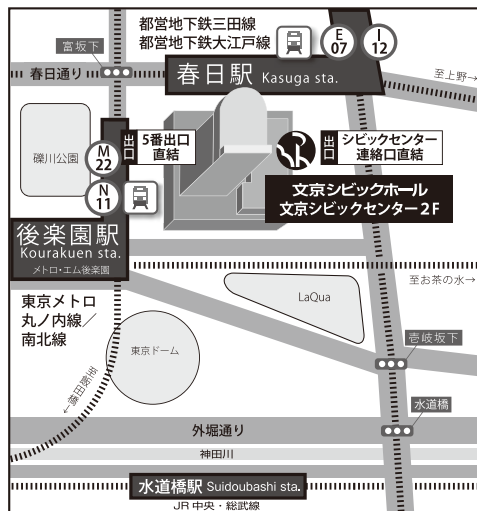 都営地下鉄三田線
都営地下鉄大江戸線
E
07
I
12
富坂下
春日通り
春日駅 Kasuga sta.
至上野→
礫川公園
M
22
N
11
出口
5番出口
直結
出口
シビックセンター
連絡口直結
文京シビックホール
文京シビックセンター2F
後楽園駅
Kourakuen sta.
メトロ・エム後楽園
至お茶の水→
東京メトロ
丸ノ内線/
南北線
LaQua
東京ドーム
壱岐坂下
至飯田橋→
水道橋
外堀通り
神田川
水道橋駅 Suidoubashi sta.
JR中央・総武線